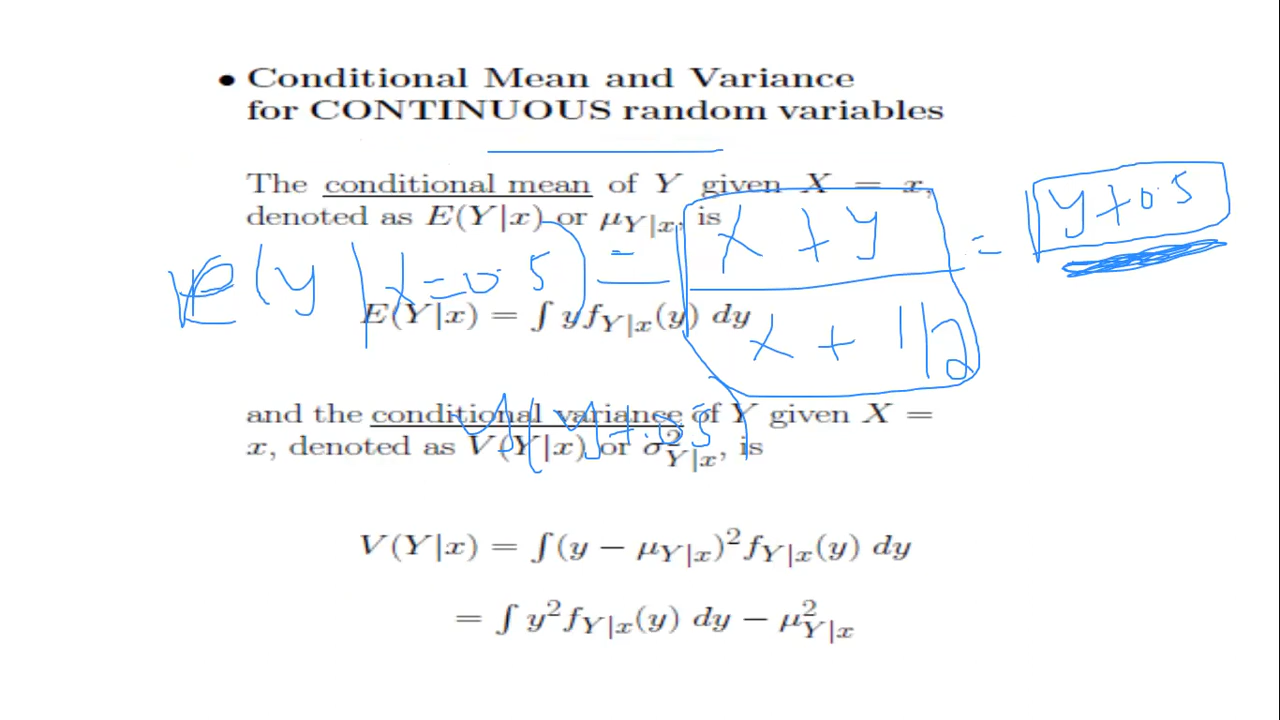 • Conditional Mean and Variance
for CONTINUOUS random variables
The conditional mean of Y given X = x,
denoted as E(Y|x) or μY|x, is
x + y
x + 1/2
= y+0.5
E(y | x=0.5) =
E(Y|x) = ∫ y fY|x(y) dy
and the conditional variance of Y given X =
x, denoted as V(Y|x) or σ²Y|x, is
y(y+.05)
V(Y|x) = ∫(y − μY|x)² fY|x(y) dy
= ∫ y² fY|x(y) dy − μ²Y|x